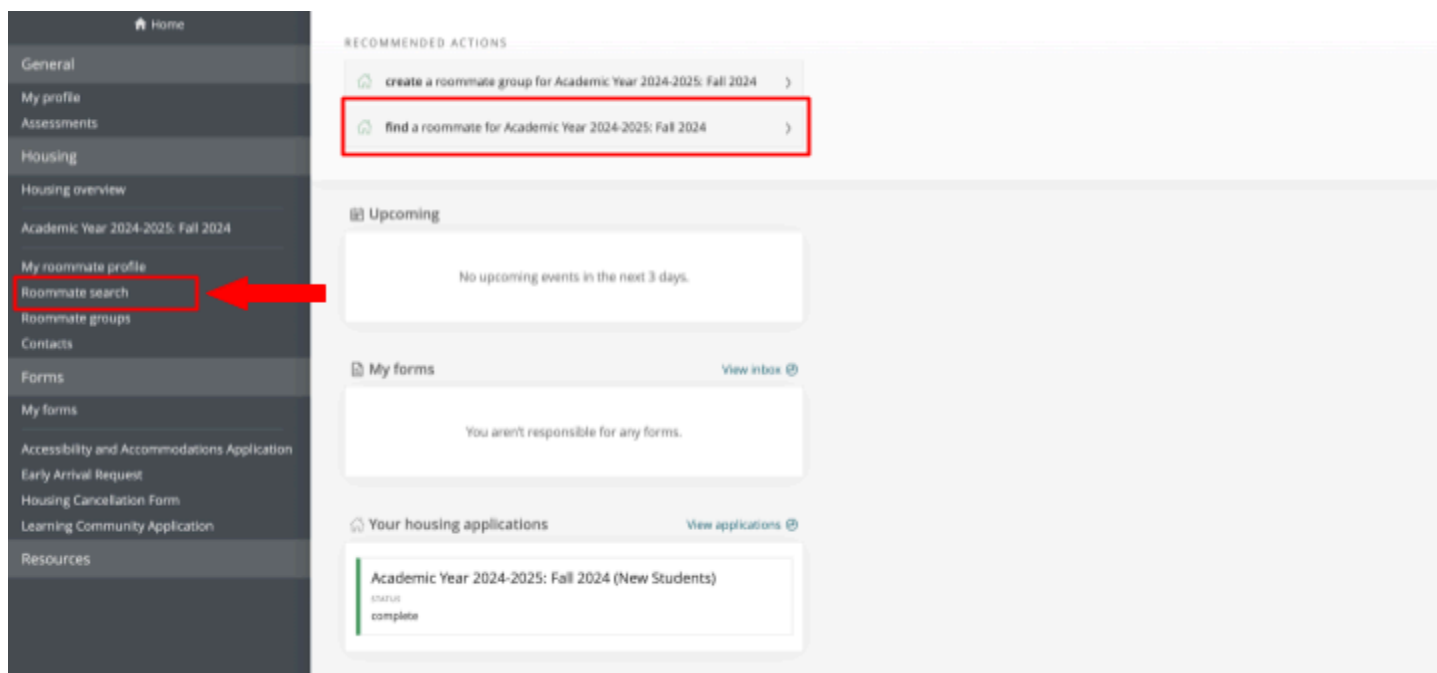 Home
General
My profile
Assessments
Housing
Housing overview
Academic Year 2024-2025: Fall 2024
My roommate profile
Roommate search
Roommate groups
Contacts
Forms
My forms
Accessibility and Accommodations Application
Early Arrival Request
Housing Cancellation Form
Learning Community Application
Resources
RECOMMENDED ACTIONS
create a roommate group for Academic Year 2024-2025: Fall 2024
find a roommate for Academic Year 2024-2025: Fall 2024
Upcoming
No upcoming events in the next 3 days.
My forms
View inbox
You aren't responsible for any forms.
Your housing applications
View applications
Academic Year 2024-2025: Fall 2024 (New Students)
STATUS
complete